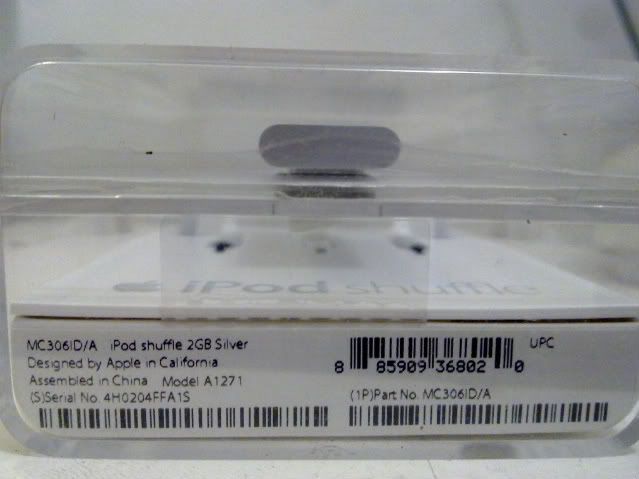 iPod shuffle
MC306ID/A iPod shuffle 2GB Silver
Designed by Apple in California
Assembled in China Model A1271
(S)Serial No. 4H0204FFA1S
UPC
8 85909 36802 0
(1P)Part No. MC306ID/A